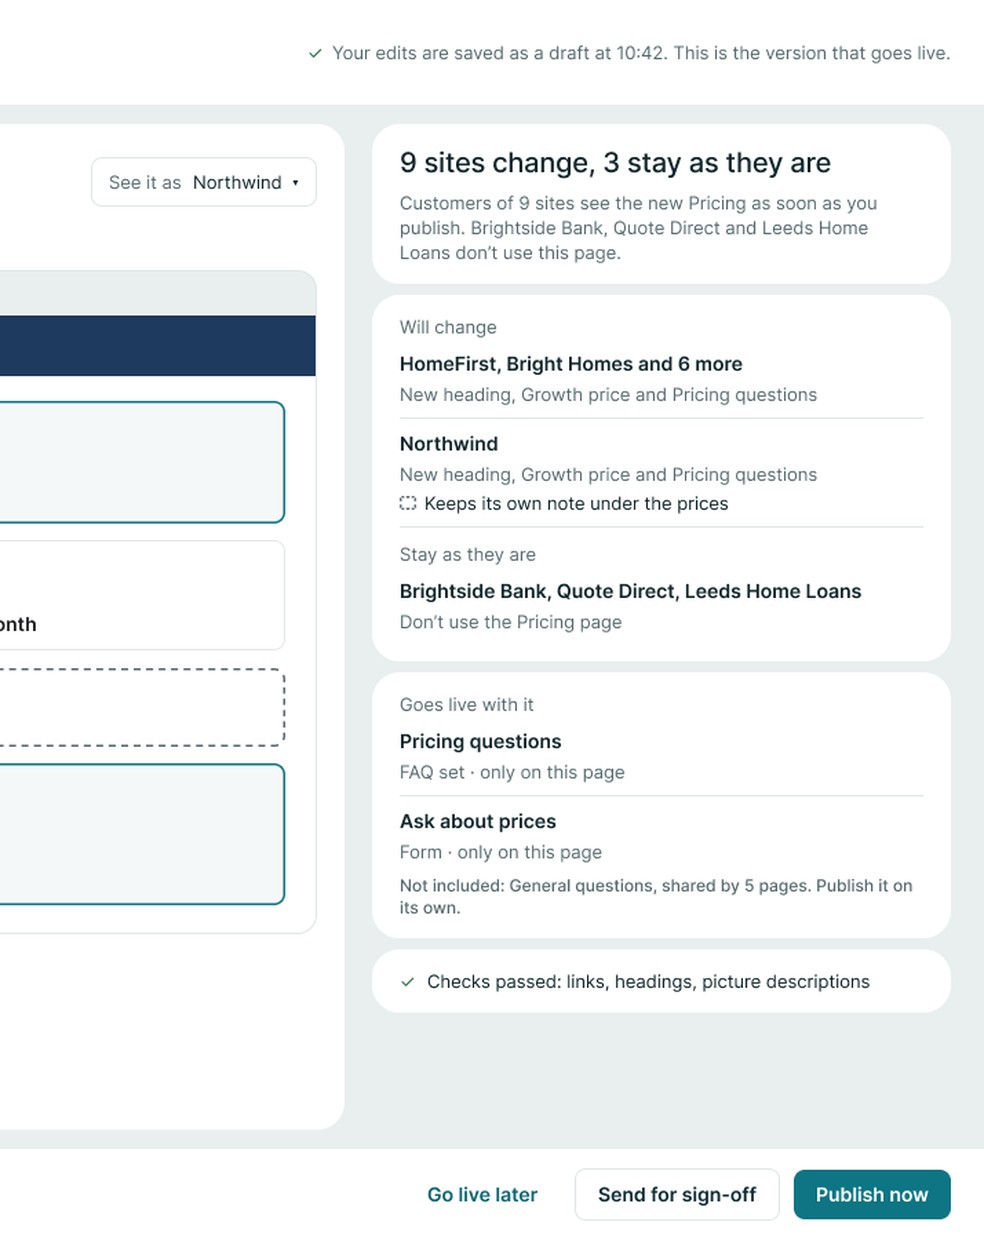 ✓ Your edits are saved as a draft at 10:42. This is the version that goes live.
See it as Northwind ▾
onth
9 sites change, 3 stay as they are
Customers of 9 sites see the new Pricing as soon as you
publish. Brightside Bank, Quote Direct and Leeds Home
Loans don’t use this page.
Will change
HomeFirst, Bright Homes and 6 more
New heading, Growth price and Pricing questions
Northwind
New heading, Growth price and Pricing questions
Keeps its own note under the prices
Stay as they are
Brightside Bank, Quote Direct, Leeds Home Loans
Don’t use the Pricing page
Goes live with it
Pricing questions
FAQ set · only on this page
Ask about prices
Form · only on this page
Not included: General questions, shared by 5 pages. Publish it on
its own.
✓ Checks passed: links, headings, picture descriptions
Go live later
Send for sign-off
Publish now